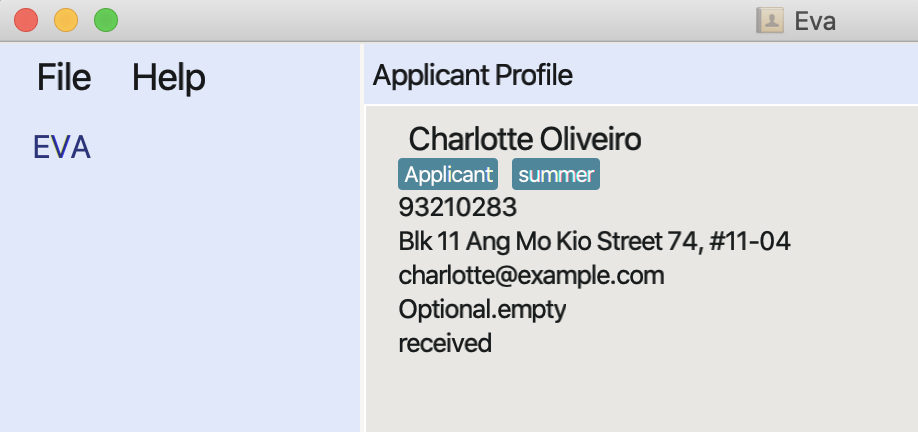 Eva
File Help
EVA
Applicant Profile
Charlotte Oliveiro
Applicant summer
93210283
Blk 11 Ang Mo Kio Street 74, #11-04
charlotte@example.com
Optional.empty
received